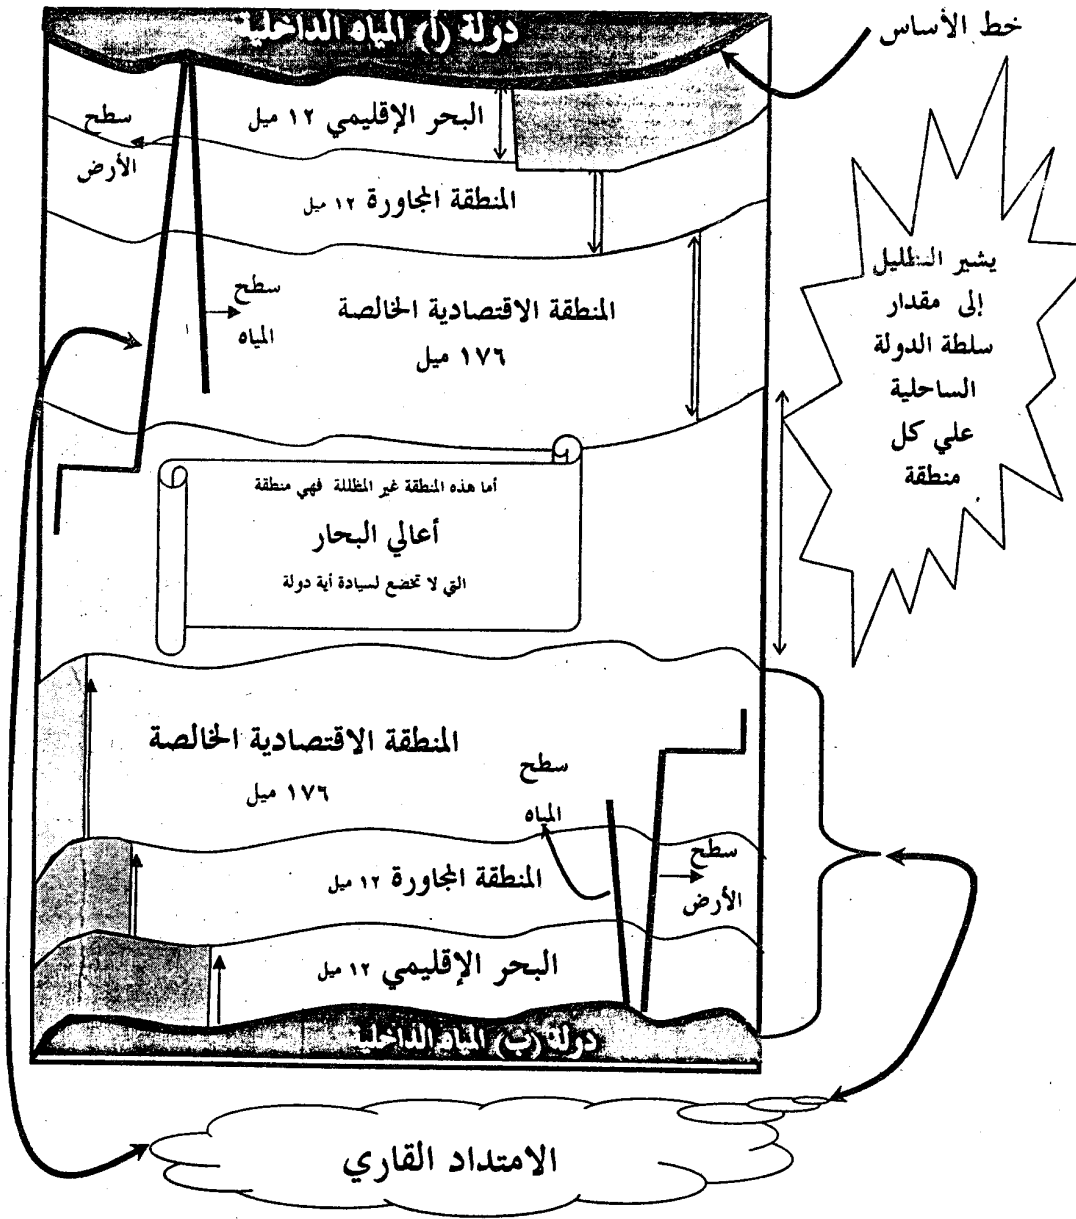 دولة (أ) المياه الداخلية
خط الأساس
البحر الإقليمي ١٢ ميل
سطح
الأرض
المنطقة المجاورة ١٢ ميل
سطح
المياه
المنطقة الاقتصادية الخالصة
١٧٦ ميل
يشير التظليل
إلى مقدار
سلطة الدولة
الساحلية
علي كل
منطقة
أما هذه المنطقة غير المظللة فهي منطقة
أعالي البحار
التي لا تخضع لسيادة أية دولة
المنطقة الاقتصادية الخالصة
١٧٦ ميل
سطح
المياه
المنطقة المجاورة ١٢ ميل
سطح
الأرض
البحر الإقليمي ١٢ ميل
دولة (ب) المياه الداخلية
الامتداد القاري